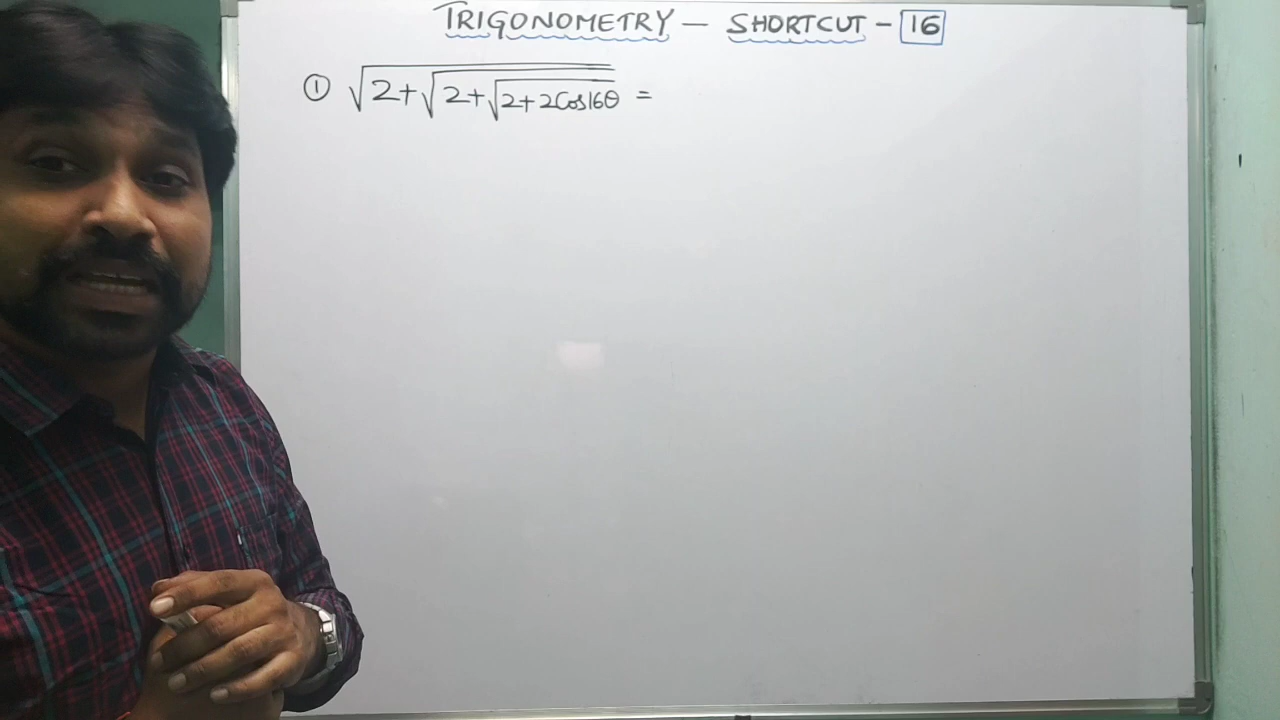 TRIGONOMETRY – SHORTCUT – 16
① √(2+√(2+√(2+2Cos16θ))) =